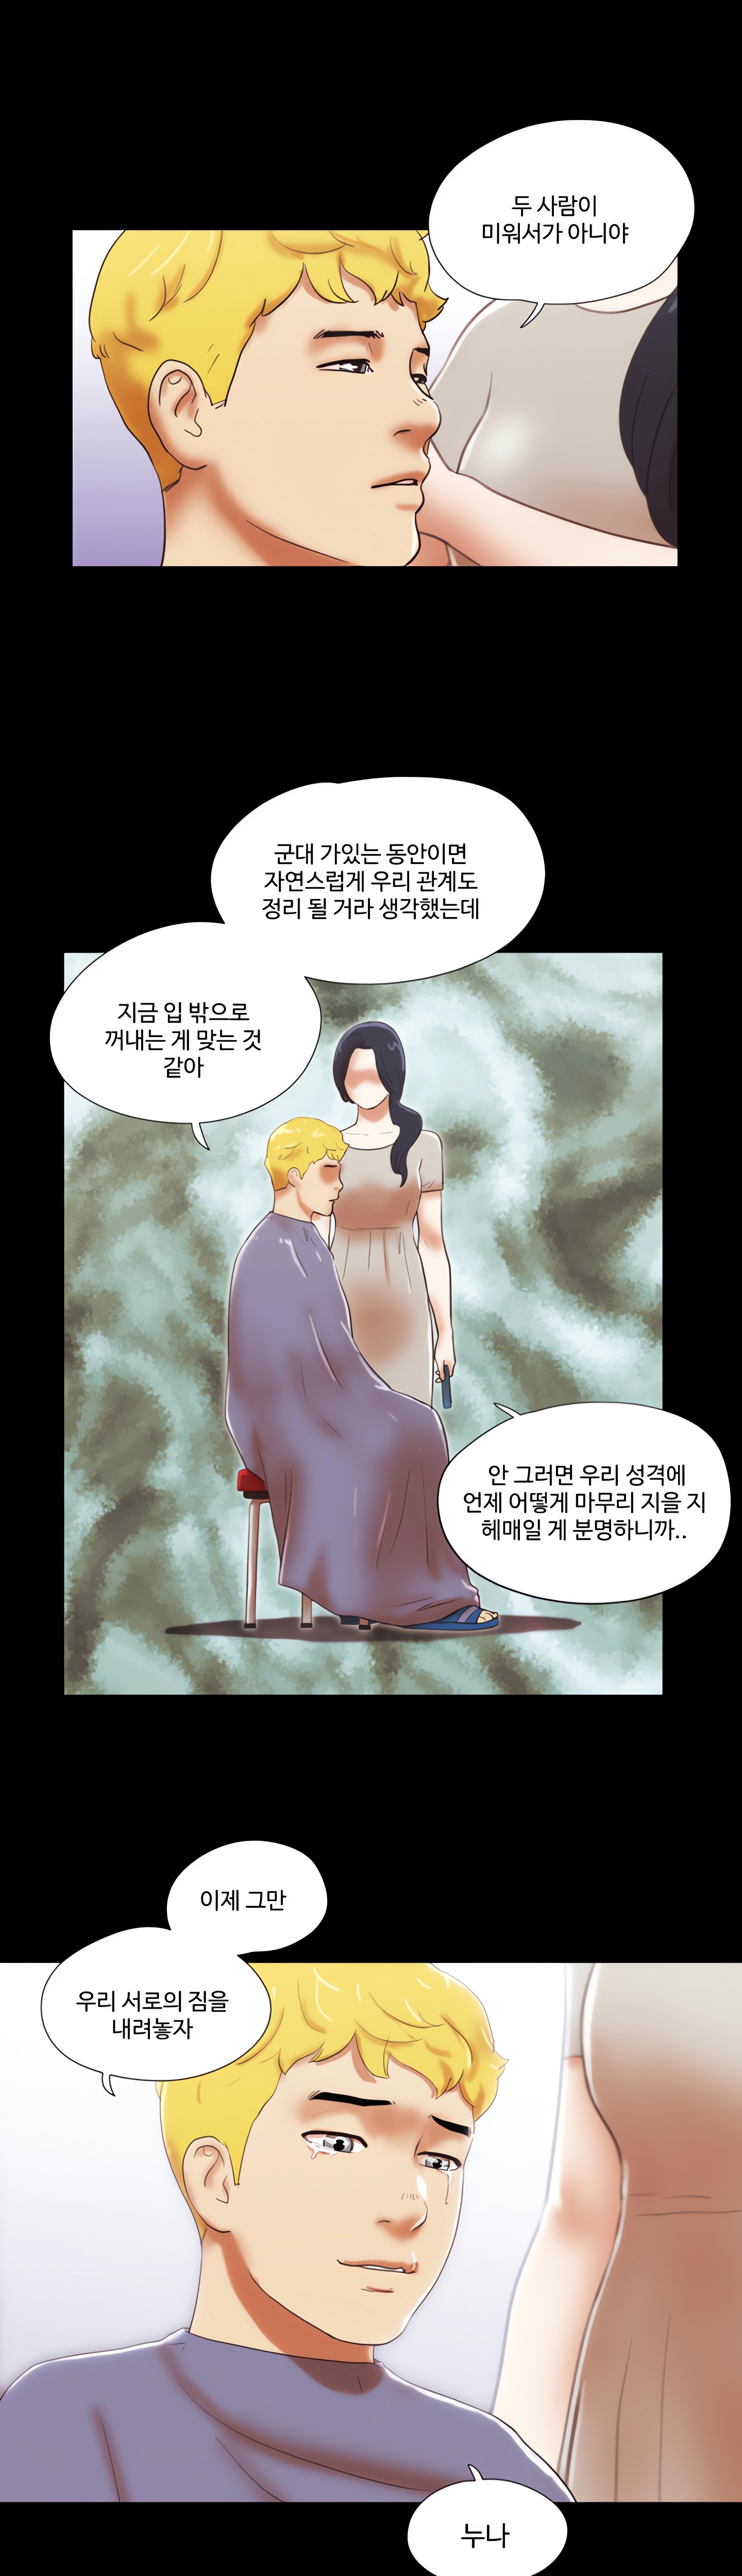 두 사람이
미워서가 아니야
군대 가있는 동안이면
자연스럽게 우리 관계도
정리 될 거라 생각했는데
지금 입 밖으로
꺼내는 게 맞는 것
같아
안 그러면 우리 성격에
언제 어떻게 마무리 지을 지
헤매일 게 분명하니까..
이제 그만
우리 서로의 짐을
내려놓자
누나